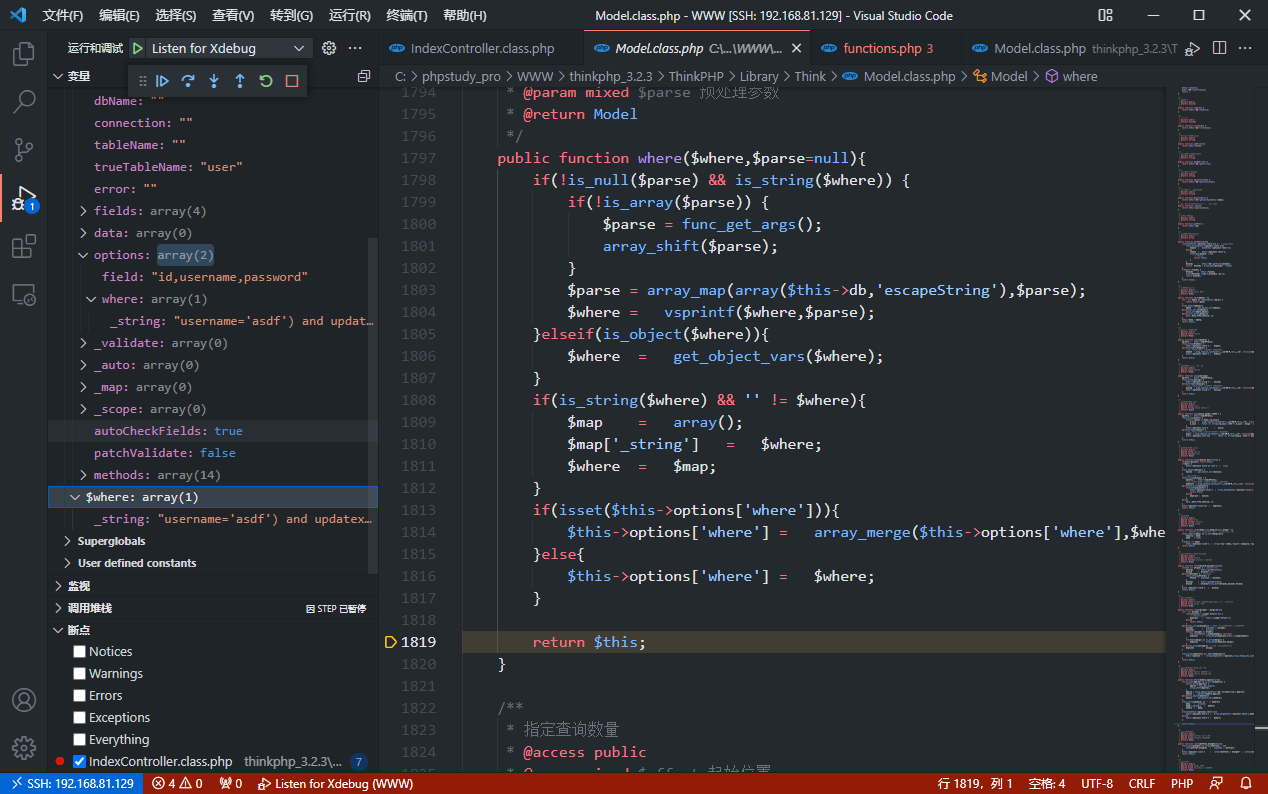 文件(F) 编辑(E) 选择(S) 查看(V) 转到(G) 运行(R) 终端(T) 帮助(H) Model.class.php - WWW [SSH: 192.168.81.129] - Visual Studio Code
运行和调试 Listen for Xdebug
IndexController.class.php Model.class.php C:\...\WWW\... functions.php 3 Model.class.php thinkphp_3.2.3\T
变量
C: > phpstudy_pro > WWW > thinkphp_3.2.3 > ThinkPHP > Library > Think > Model.class.php > Model > where
dbName: ""
connection: ""
tableName: ""
trueTableName: "user"
error: ""
fields: array(4)
data: array(0)
options: array(2)
field: "id,username,password"
where: array(1)
_string: "username='asdf') and updat…
_validate: array(0)
_auto: array(0)
_map: array(0)
_scope: array(0)
autoCheckFields: true
patchValidate: false
methods: array(14)
$where: array(1)
_string: "username='asdf') and updatex…
Superglobals
User defined constants
监视
调用堆栈 因 STEP 已暂停
断点
Notices
Warnings
Errors
Exceptions
Everything
IndexController.class.php thinkphp_3.2.3\... 7
1
1794 * @param mixed $parse 预处理参数
1795 * @return Model
1796 */
1797 public function where($where,$parse=null){
1798 if(!is_null($parse) && is_string($where)) {
1799 if(!is_array($parse)) {
1800 $parse = func_get_args();
1801 array_shift($parse);
1802 }
1803 $parse = array_map(array($this->db,'escapeString'),$parse);
1804 $where = vsprintf($where,$parse);
1805 }elseif(is_object($where)){
1806 $where = get_object_vars($where);
1807 }
1808 if(is_string($where) && '' != $where){
1809 $map = array();
1810 $map['_string'] = $where;
1811 $where = $map;
1812 }
1813 if(isset($this->options['where'])){
1814 $this->options['where'] = array_merge($this->options['where'],$whe
1815 }else{
1816 $this->options['where'] = $where;
1817 }
1818
1819 return $this;
1820 }
1821
1822 /**
1823 * 指定查询数量
1824 * @access public
SSH: 192.168.81.129 4 0 0 Listen for Xdebug (WWW) 行 1819, 列 1 空格: 4 UTF-8 CRLF PHP